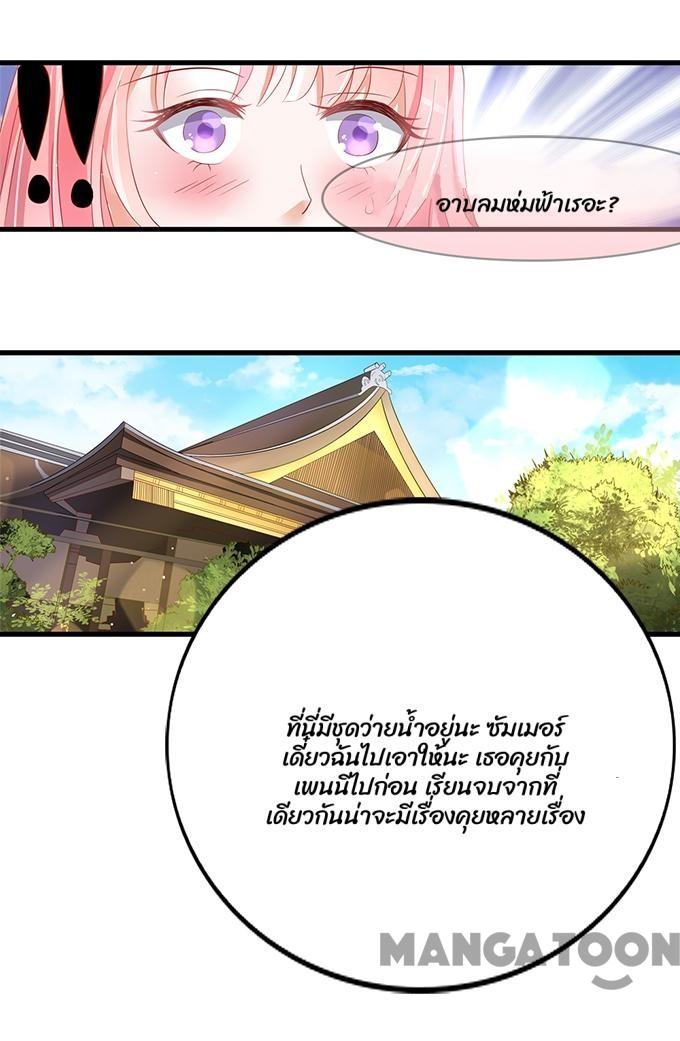 อาบลมห่มฟ้าเรอะ?
ที่นี่มีชุดว่ายน้ำอยู่นะ ซัมเมอร์
เดี๋ยวฉันไปเอาให้นะ เธอคุยกับ
เพนนีไปก่อน เรียนจบจากที่
เดียวกันน่าจะมีเรื่องคุยหลายเรื่อง
MANGATOON